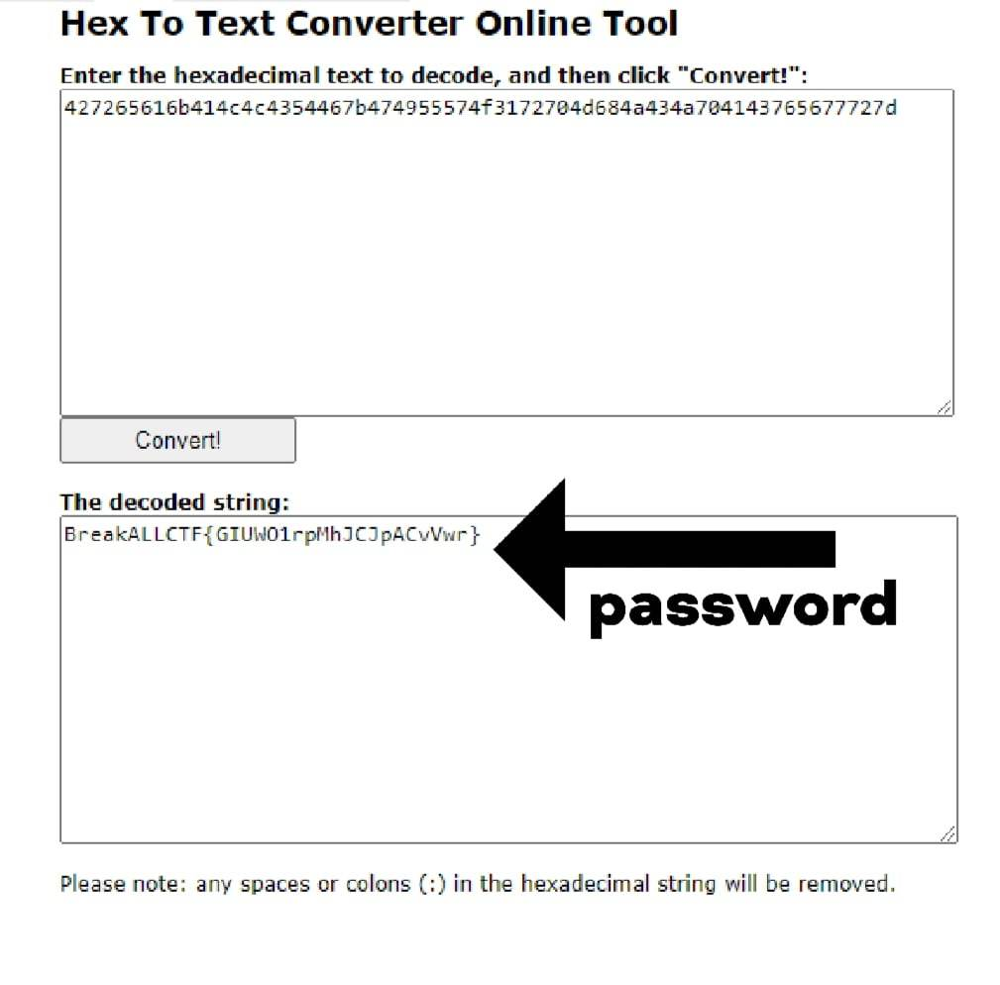 Hex To Text Converter Online Tool
Enter the hexadecimal text to decode, and then click "Convert!":
427265616b414c4c4354467b474955574f3172704d684a434a704143765677727d
Convert!
The decoded string:
BreakALLCTF{GIUWO1rpMhJCJpACvVwr}
password
Please note: any spaces or colons (:) in the hexadecimal string will be removed.